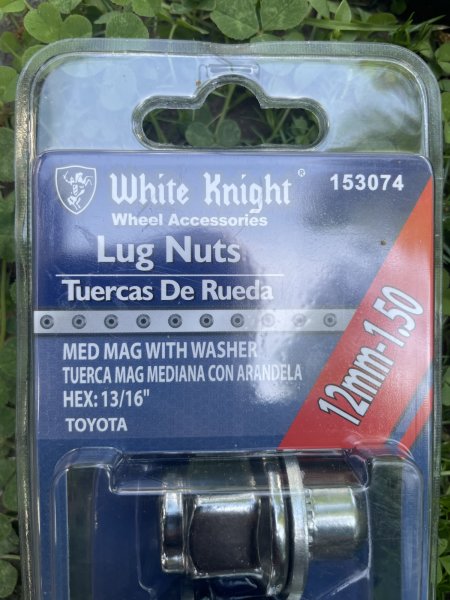 White Knight® 153074
Wheel Accessories
Lug Nuts
Tuercas De Rueda
12mm-1.50
MED MAG WITH WASHER
TUERCA MAG MEDIANA CON ARANDELA
HEX: 13/16"
TOYOTA